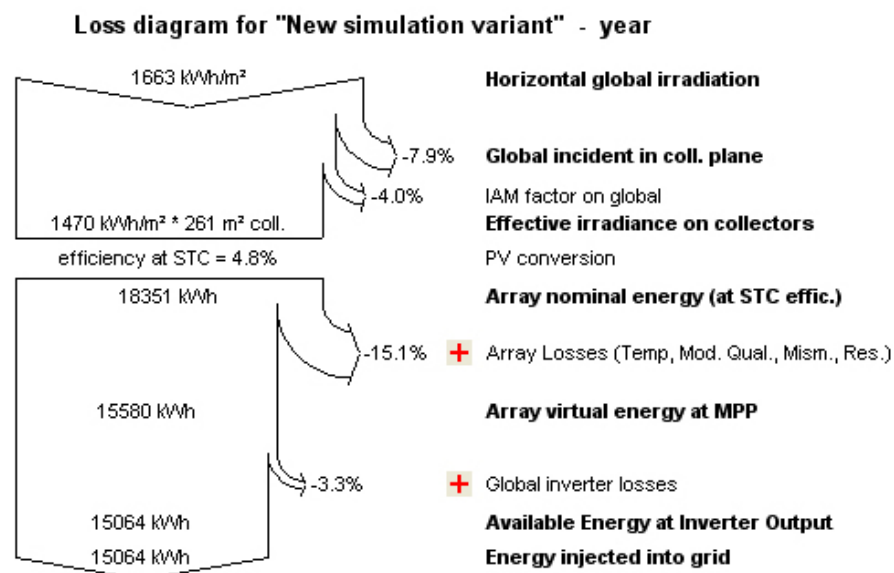 Loss diagram for "New simulation variant" - year
1663 kWh/m² Horizontal global irradiation
-7.9% Global incident in coll. plane
-4.0% IAM factor on global
1470 kWh/m² * 261 m² coll. Effective irradiance on collectors
efficiency at STC = 4.8% PV conversion
18351 kWh Array nominal energy (at STC effic.)
-15.1% + Array Losses (Temp, Mod. Qual., Mism., Res.)
15580 kWh Array virtual energy at MPP
-3.3% + Global inverter losses
15064 kWh Available Energy at Inverter Output
15064 kWh Energy injected into grid